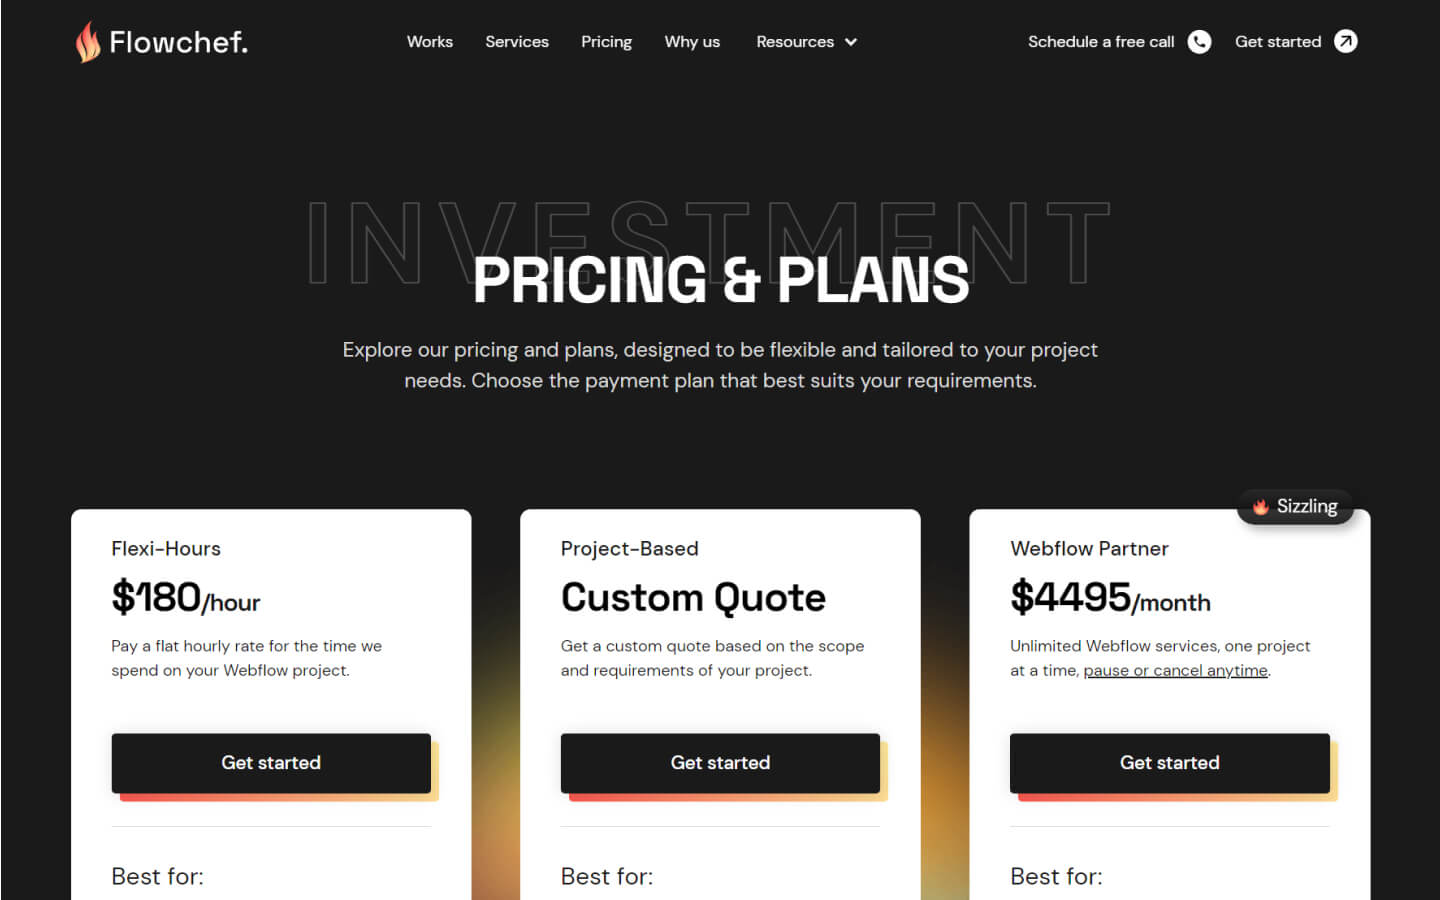 Flowchef.
Works
Services
Pricing
Why us
Resources
Schedule a free call
Get started
INVESTMENT
PRICING & PLANS
Explore our pricing and plans, designed to be flexible and tailored to your project
needs. Choose the payment plan that best suits your requirements.
Flexi-Hours
$180/hour
Pay a flat hourly rate for the time we
spend on your Webflow project.
Get started
Best for:
Project-Based
Custom Quote
Get a custom quote based on the scope
and requirements of your project.
Get started
Best for:
Sizzling
Webflow Partner
$4495/month
Unlimited Webflow services, one project
at a time, pause or cancel anytime.
Get started
Best for: